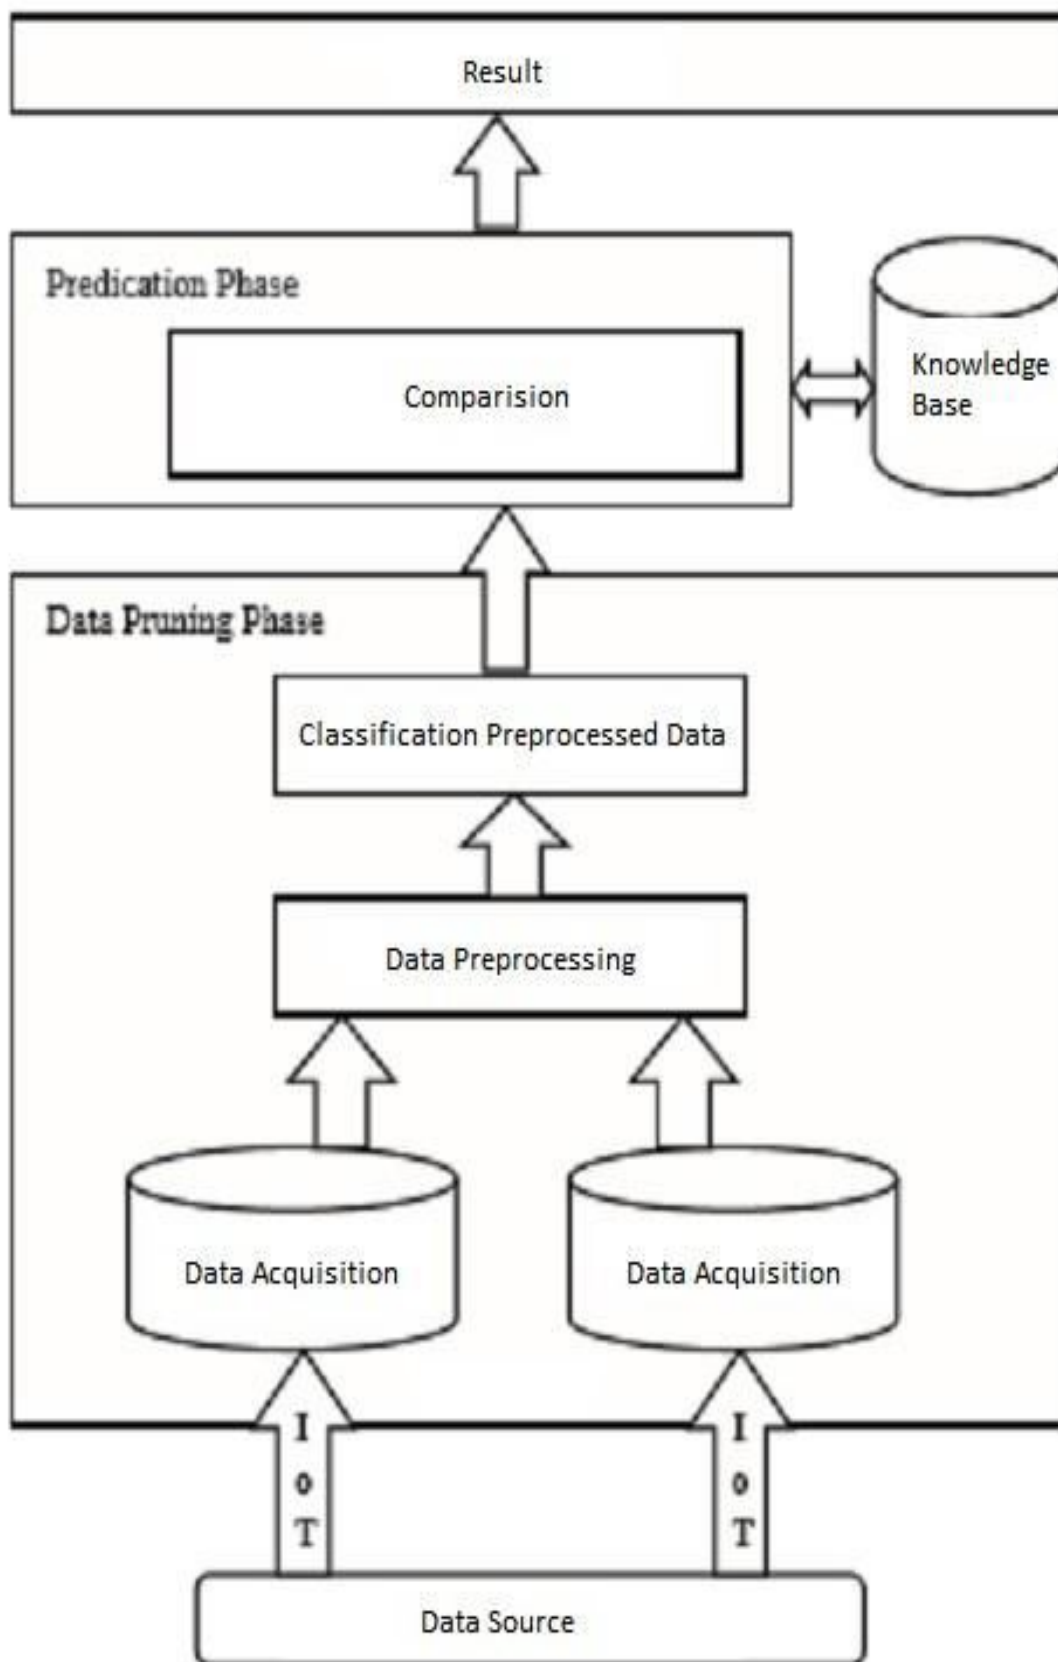 Result
Predication Phase
Comparision
Knowledge
Base
Data Pruning Phase
Classification Preprocessed Data
Data Preprocessing
Data Acquisition
Data Acquisition
I
o
T
I
o
T
Data Source